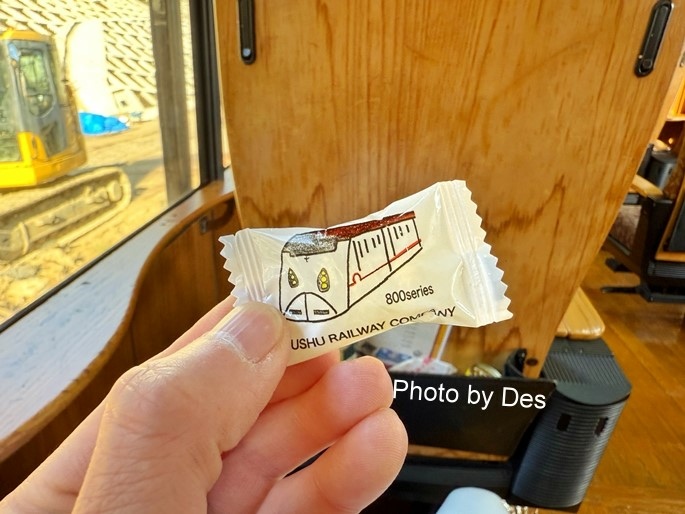 800series
USHU RAILWAY COMPANY
Photo by Des